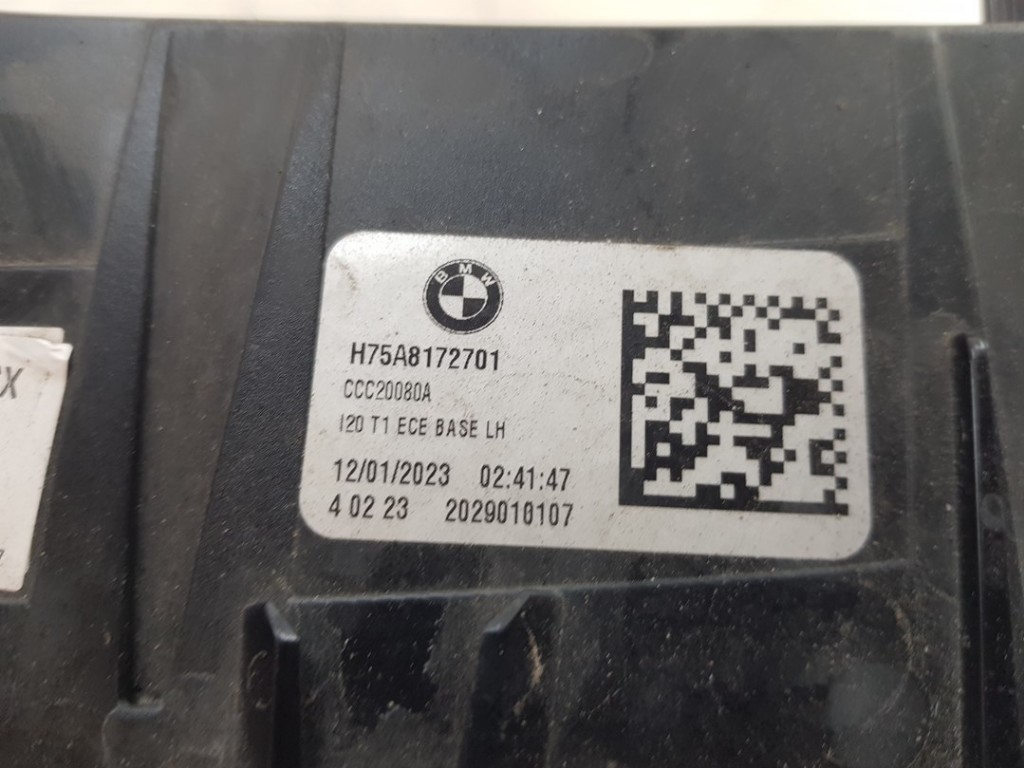 BMW
H75A8172701
CCC20080A
I20 T1 ECE BASE LH
12/01/2023 02:41:47
4 02 23 2029010107